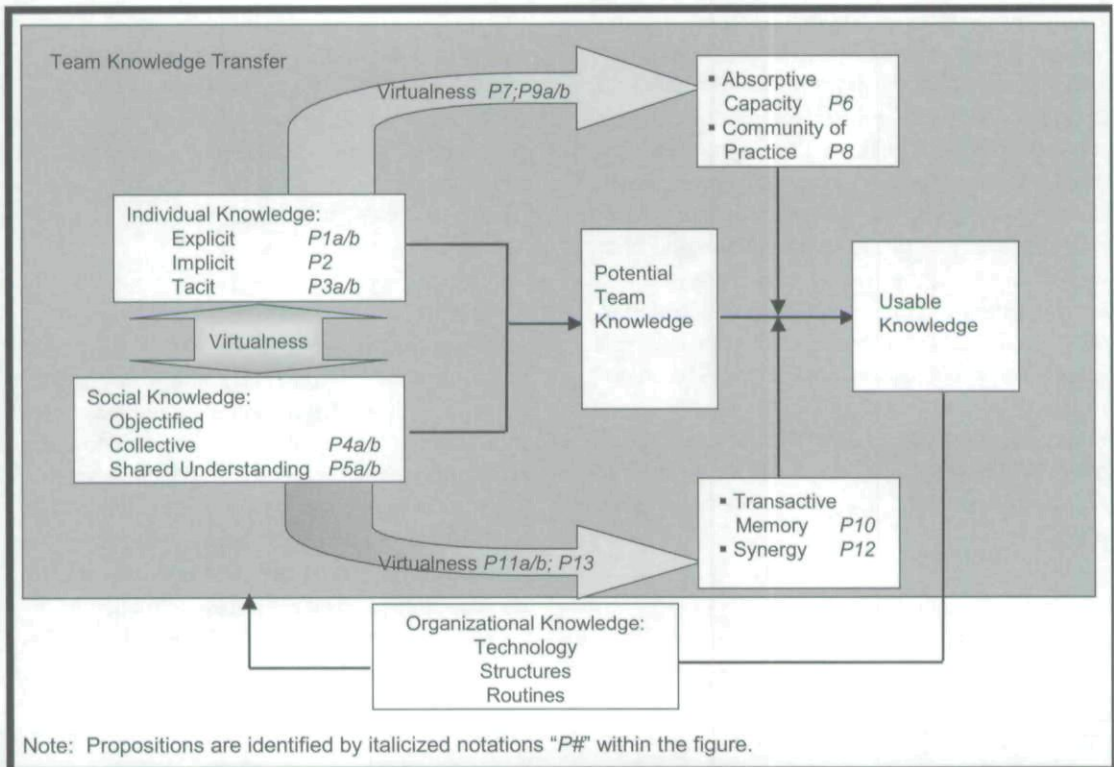 Team Knowledge Transfer
Virtualness P7;P9a/b
▪ Absorptive
Capacity P6
▪ Community of
Practice P8
Individual Knowledge:
Explicit P1a/b
Implicit P2
Tacit P3a/b
Virtualness
Social Knowledge:
Objectified
Collective P4a/b
Shared Understanding P5a/b
Potential
Team
Knowledge
Usable
Knowledge
▪ Transactive
Memory P10
▪ Synergy P12
Virtualness P11a/b; P13
Organizational Knowledge:
Technology
Structures
Routines
Note: Propositions are identified by italicized notations “P#” within the figure.